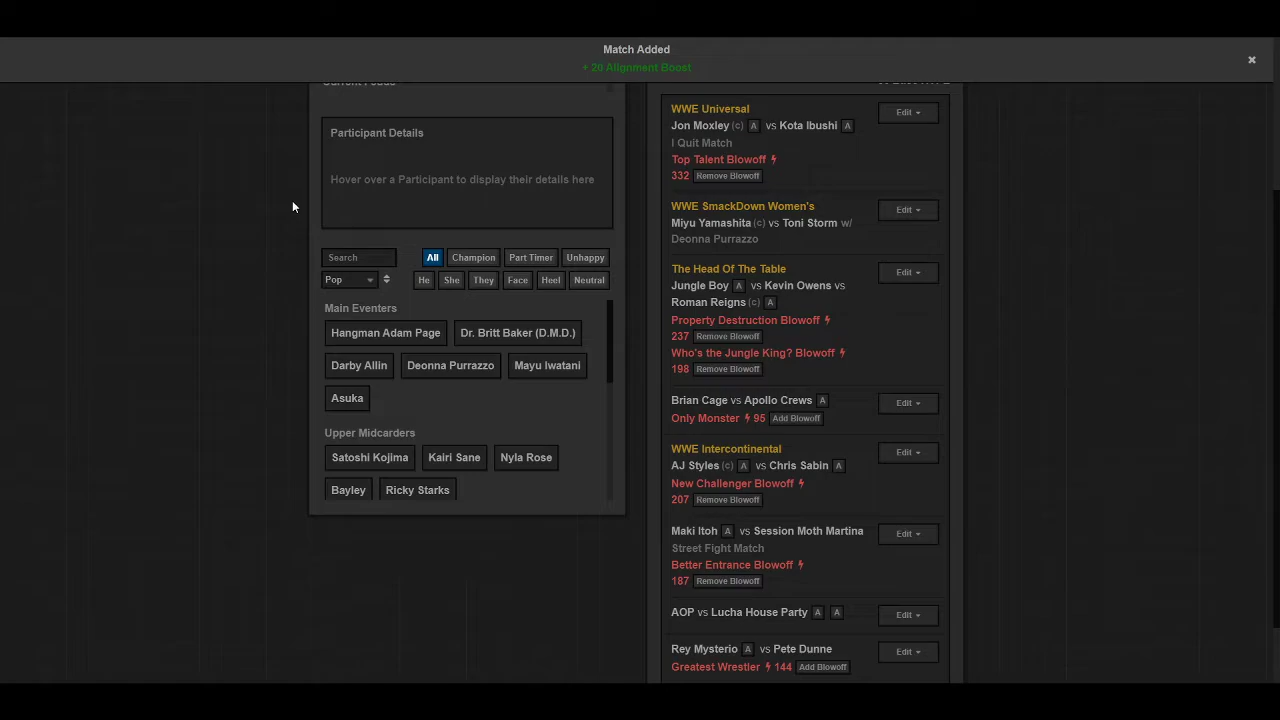 Match Added
+ 20 Alignment Boost
×
Participant Details
Hover over a Participant to display their details here
Search
All
Champion
Part Timer
Unhappy
Pop
He
She
They
Face
Heel
Neutral
Main Eventers
Hangman Adam Page
Dr. Britt Baker (D.M.D.)
Darby Allin
Deonna Purrazzo
Mayu Iwatani
Asuka
Upper Midcarders
Satoshi Kojima
Kairi Sane
Nyla Rose
Bayley
Ricky Starks
WWE Universal
Edit
Jon Moxley (c) A vs Kota Ibushi A
I Quit Match
Top Talent Blowoff
332 Remove Blowoff
WWE SmackDown Women's
Edit
Miyu Yamashita (c) vs Toni Storm w/
Deonna Purrazzo
The Head Of The Table
Edit
Jungle Boy A vs Kevin Owens vs
Roman Reigns (c) A
Property Destruction Blowoff
237 Remove Blowoff
Who's the Jungle King? Blowoff
198 Remove Blowoff
Brian Cage vs Apollo Crews A
Edit
Only Monster 95 Add Blowoff
WWE Intercontinental
Edit
AJ Styles (c) A vs Chris Sabin A
New Challenger Blowoff
207 Remove Blowoff
Maki Itoh A vs Session Moth Martina
Edit
Street Fight Match
Better Entrance Blowoff
187 Remove Blowoff
AOP vs Lucha House Party A A
Edit
Rey Mysterio A vs Pete Dunne
Edit
Greatest Wrestler 144 Add Blowoff